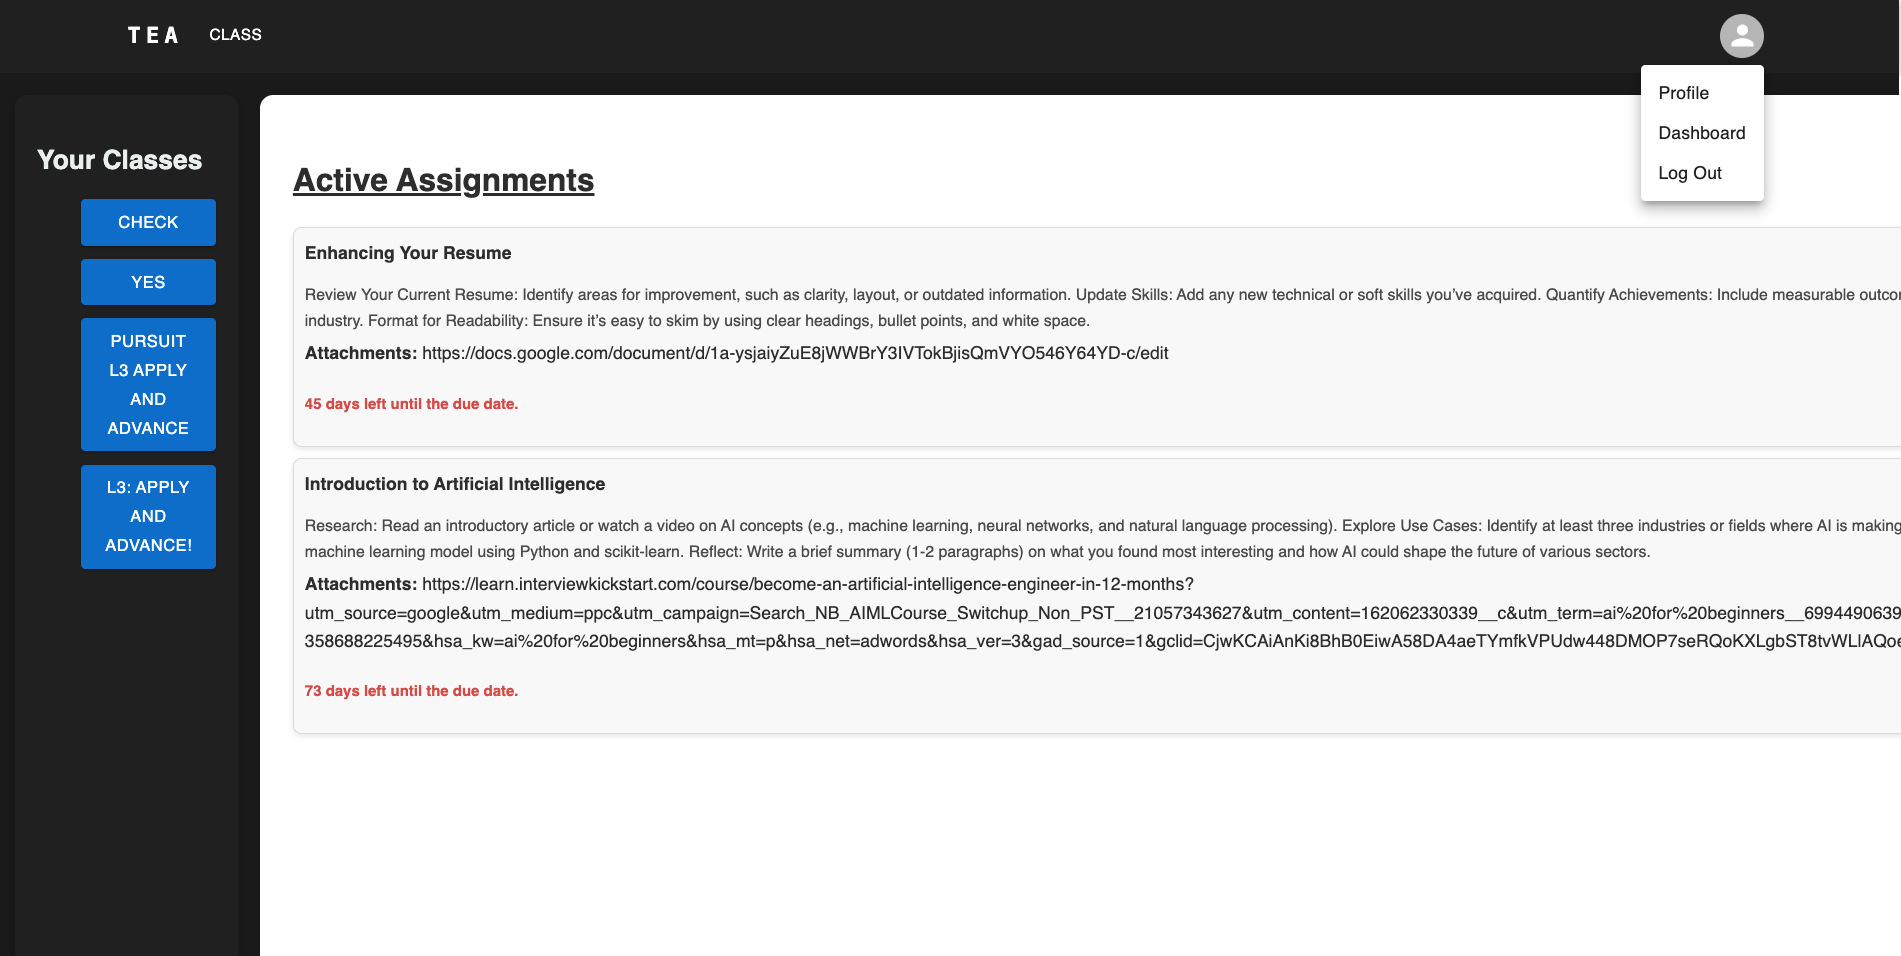 TEA CLASS
Profile
Dashboard
Log Out
Your Classes
CHECK
YES
PURSUIT
L3 APPLY
AND
ADVANCE
L3: APPLY
AND
ADVANCE!
Active Assignments
Enhancing Your Resume
Review Your Current Resume: Identify areas for improvement, such as clarity, layout, or outdated information. Update Skills: Add any new technical or soft skills you’ve acquired. Quantify Achievements: Include measurable outco
industry. Format for Readability: Ensure it’s easy to skim by using clear headings, bullet points, and white space.
Attachments: https://docs.google.com/document/d/1a-ysjaiyZuE8jWWBrY3IVTokBjisQmVYO546Y64YD-c/edit
45 days left until the due date.
Introduction to Artificial Intelligence
Research: Read an introductory article or watch a video on AI concepts (e.g., machine learning, neural networks, and natural language processing). Explore Use Cases: Identify at least three industries or fields where AI is making
machine learning model using Python and scikit-learn. Reflect: Write a brief summary (1-2 paragraphs) on what you found most interesting and how AI could shape the future of various sectors.
Attachments: https://learn.interviewkickstart.com/course/become-an-artificial-intelligence-engineer-in-12-months?
utm_source=google&utm_medium=ppc&utm_campaign=Search_NB_AIMLCourse_Switchup_Non_PST__21057343627&utm_content=162062330339__c&utm_term=ai%20for%20beginners__6994490639
358688225495&hsa_kw=ai%20for%20beginners&hsa_mt=p&hsa_net=adwords&hsa_ver=3&gad_source=1&gclid=CjwKCAiAnKi8BhB0EiwA58DA4aeTYmfkVPUdw448DMOP7seRQoKXLgbST8tvWLlAQoe
73 days left until the due date.